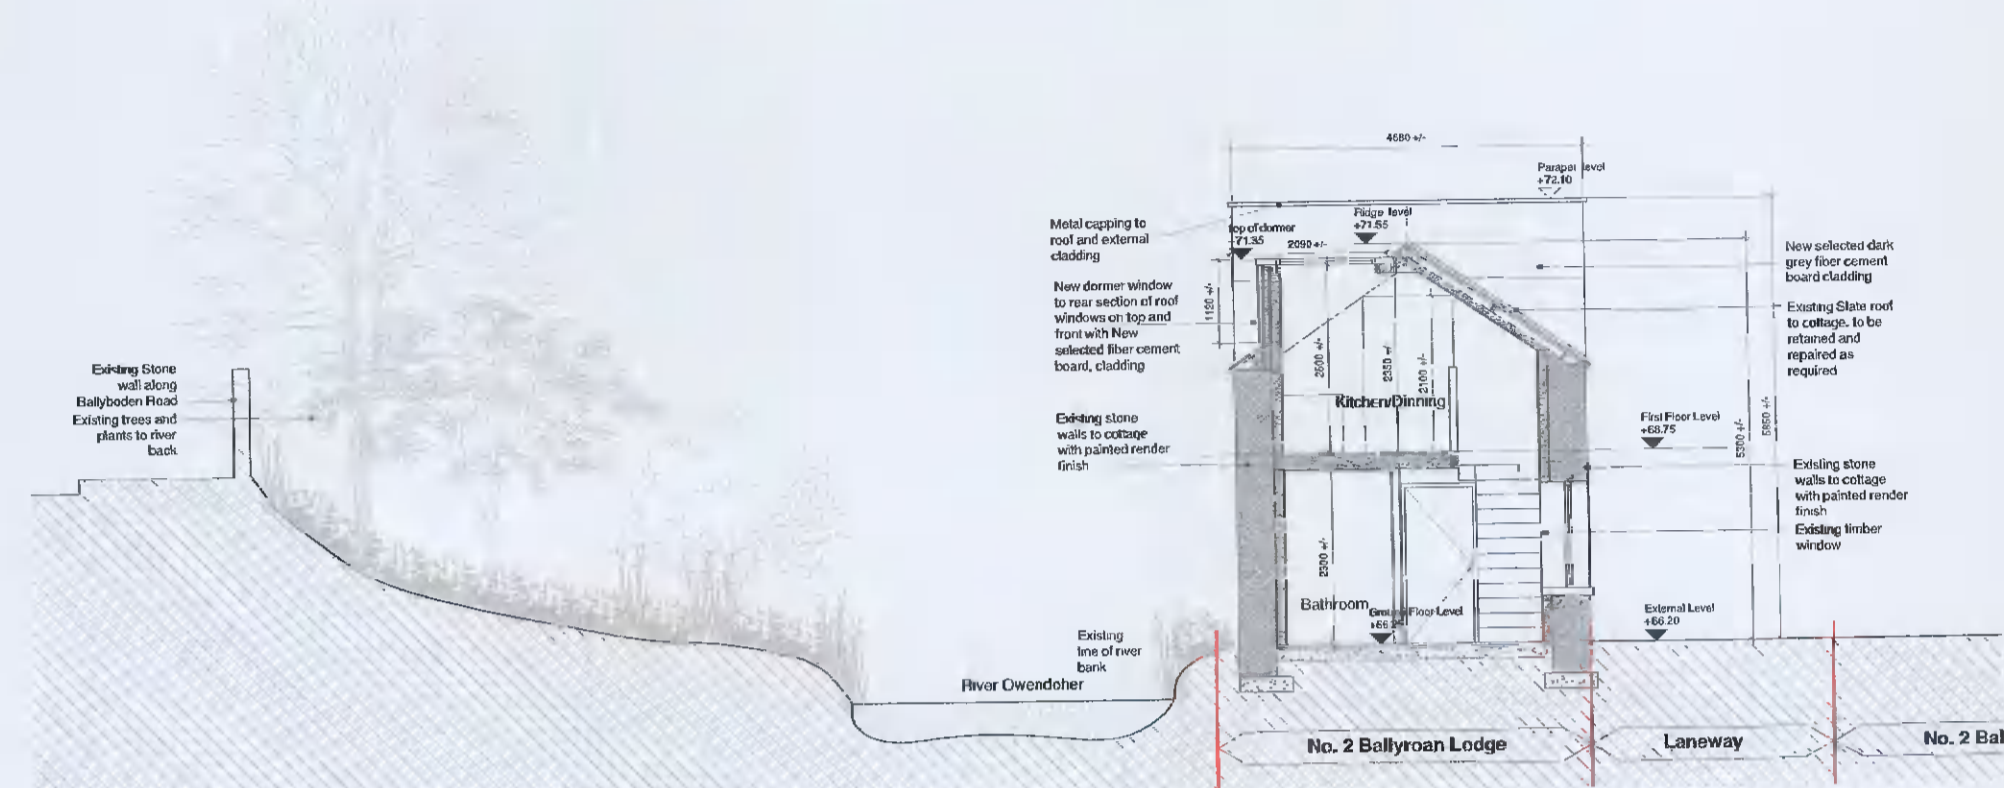 4680 +/-
Parapet level
+72.10
Metal capping to
roof and external
cladding
Top of dormer
+71.35
2090 +/-
Ridge level
+71.55
New dormer window
to rear section of roof
windows on top and
front with New
selected fiber cement
board, cladding
1120 +/-
New selected dark
grey fiber cement
board cladding
Existing Slate roof
to cottage, to be
retained and
repaired as
required
2350 +/-
2100 +/-
Kitchen/Dinning
Existing Stone
wall along
Ballyboden Road
Existing trees and
plants to river
back
Existing stone
walls to cottage
with painted render
finish
First Floor Level
+68.75
5300 +/-
Existing stone
walls to cottage
with painted render
finish
Existing timber
window
2300 +/-
Bathroom
Ground Floor Level
External Level
+66.20
Existing
line of river
bank
River Owendoher
No. 2 Ballyroan Lodge
Laneway
No. 2 Bal